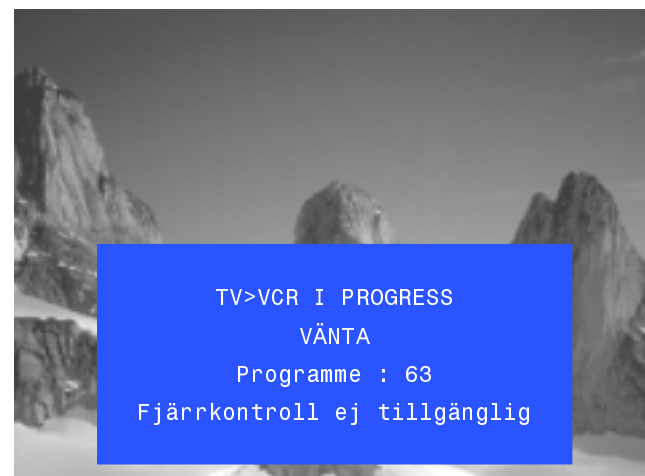 TV>VCR I PROGRESS
VÄNTA
Programme : 63
Fjärrkontroll ej tillgänglig